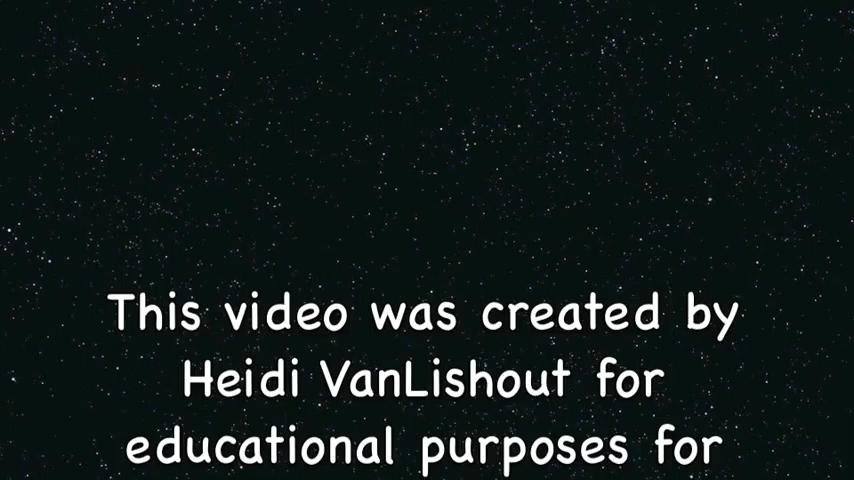 This video was created by
Heidi VanLishout for
educational purposes for